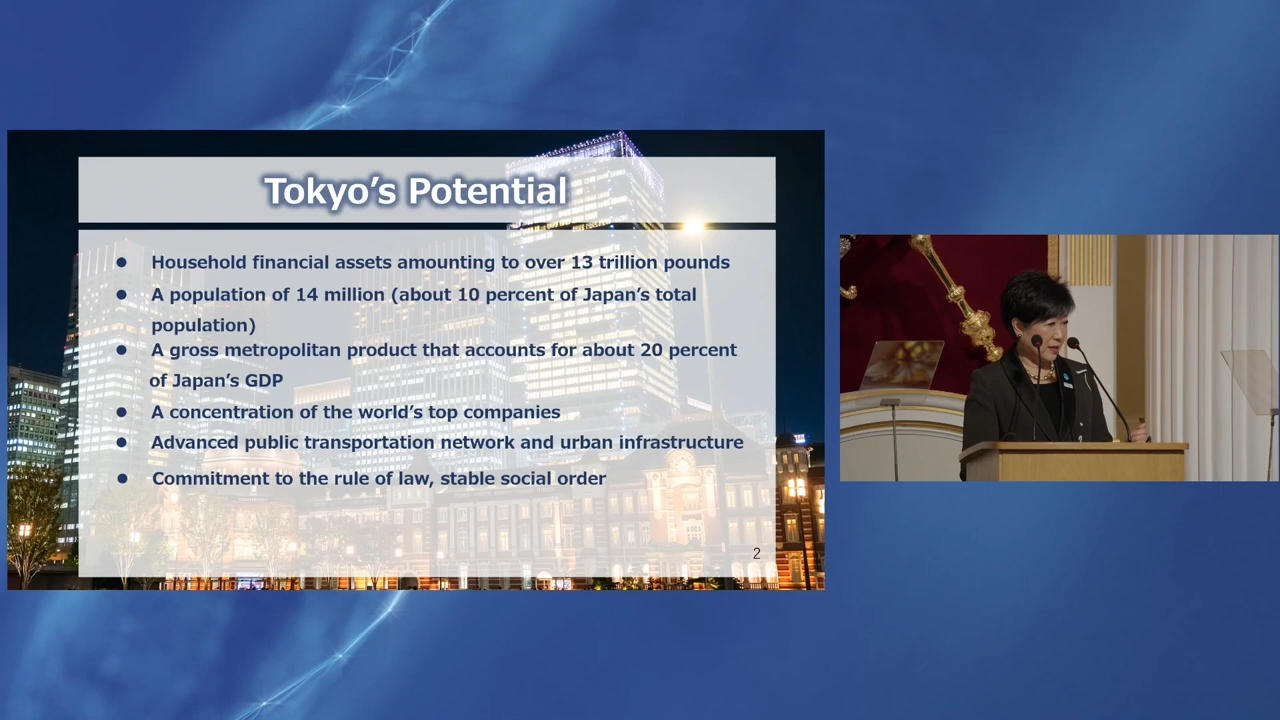 Tokyo’s Potential
● Household financial assets amounting to over 13 trillion pounds
● A population of 14 million (about 10 percent of Japan’s total
population)
● A gross metropolitan product that accounts for about 20 percent
of Japan’s GDP
● A concentration of the world’s top companies
● Advanced public transportation network and urban infrastructure
● Commitment to the rule of law, stable social order
2